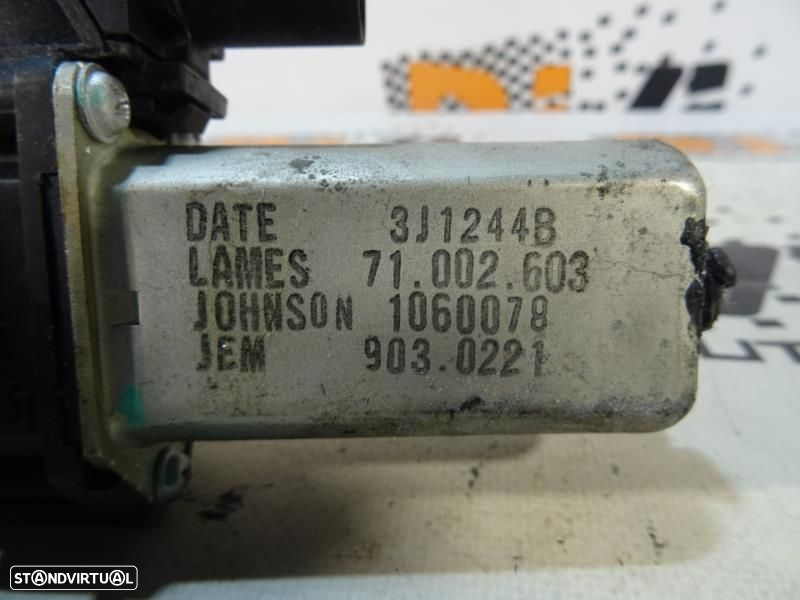 DATE 3J1244B
LAMES 71.002.603
JOHNSON 1060078
JEM 903.0221
STANDVIRTUAL